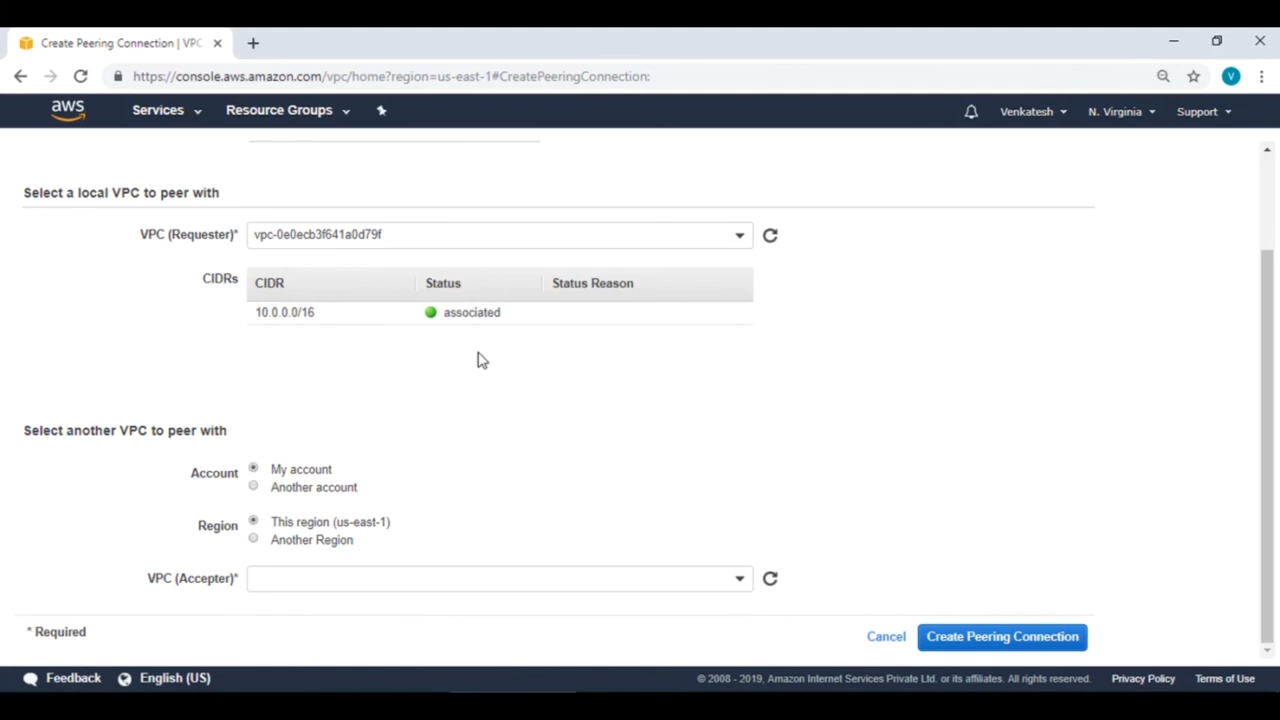 Create Peering Connection | VPC
https://console.aws.amazon.com/vpc/home?region=us-east-1#CreatePeeringConnection:
V
aws Services Resource Groups Venkatesh N. Virginia Support
Select a local VPC to peer with
VPC (Requester)* vpc-0e0ecb3f641a0d79f
CIDRs CIDR Status Status Reason
10.0.0.0/16 associated
Select another VPC to peer with
Account My account
Another account
Region This region (us-east-1)
Another Region
VPC (Accepter)*
* Required Cancel Create Peering Connection
Feedback English (US) © 2008 - 2019, Amazon Internet Services Private Ltd. or its affiliates. All rights reserved. Privacy Policy Terms of Use